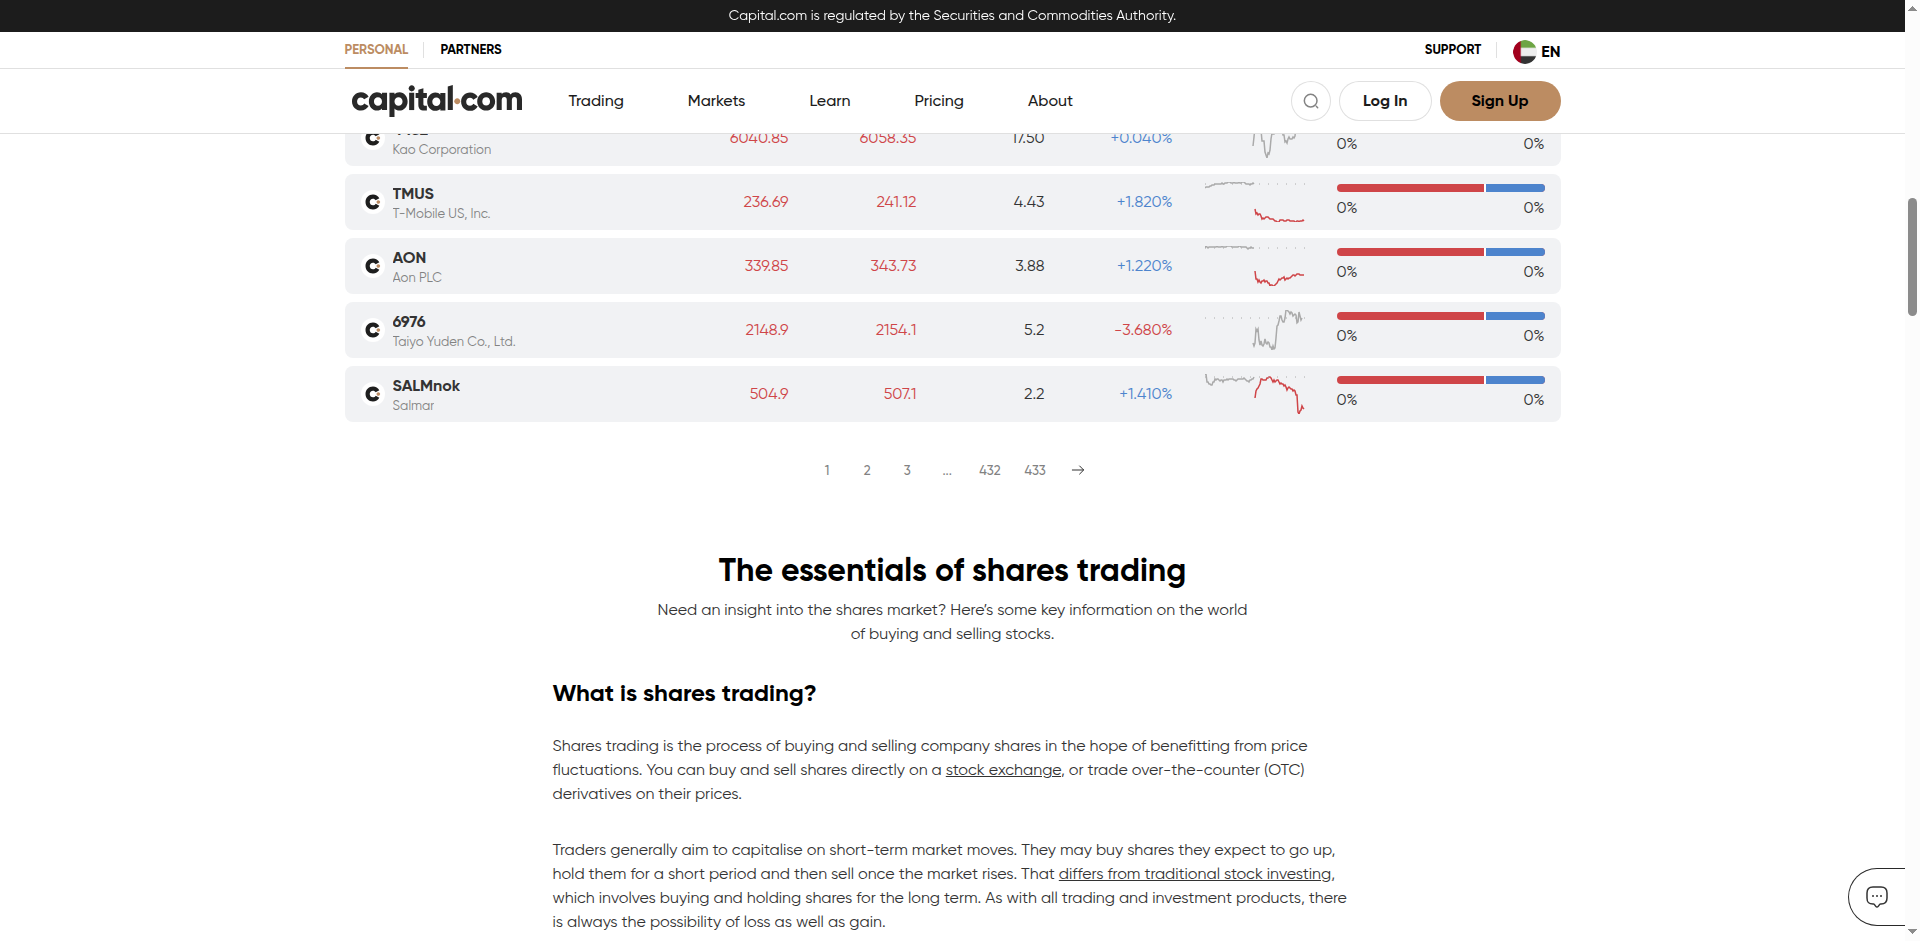 Capital.com is regulated by the Securities and Commodities Authority.
PERSONAL PARTNERS SUPPORT EN
capital.com Trading Markets Learn Pricing About Log In Sign Up
6040.85 6058.35 17.50 +0.040%
Kao Corporation 0% 0%
TMUS
T-Mobile US, Inc. 236.69 241.12 4.43 +1.820% 0% 0%
AON
Aon PLC 339.85 343.73 3.88 +1.220% 0% 0%
6976
Taiyo Yuden Co., Ltd. 2148.9 2154.1 5.2 -3.680% 0% 0%
SALMnok
Salmar 504.9 507.1 2.2 +1.410% 0% 0%
1 2 3 ... 432 433
The essentials of shares trading
Need an insight into the shares market? Here's some key information on the world
of buying and selling stocks.
What is shares trading?
Shares trading is the process of buying and selling company shares in the hope of benefitting from price
fluctuations. You can buy and sell shares directly on a stock exchange, or trade over-the-counter (OTC)
derivatives on their prices.
Traders generally aim to capitalise on short-term market moves. They may buy shares they expect to go up,
hold them for a short period and then sell once the market rises. That differs from traditional stock investing,
which involves buying and holding shares for the long term. As with all trading and investment products, there
is always the possibility of loss as well as gain.